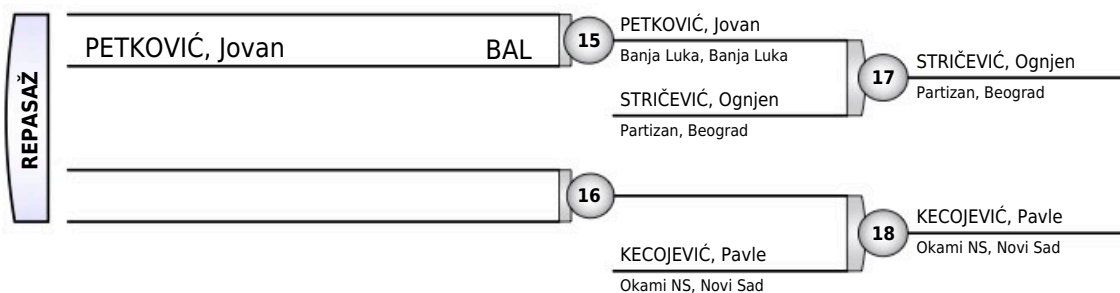 REPASAŽ
PETKOVIĆ, Jovan BAL
15
PETKOVIĆ, Jovan
Banja Luka, Banja Luka
STRIČEVIĆ, Ognjen
Partizan, Beograd
17
STRIČEVIĆ, Ognjen
Partizan, Beograd
16
KECOJEVIĆ, Pavle
Okami NS, Novi Sad
18
KECOJEVIĆ, Pavle
Okami NS, Novi Sad